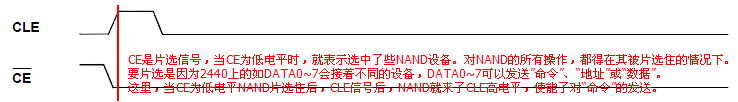 CLE
CE是片选信号，当CE为低电平时，就表示选中了些NAND设备。对NAND的所有操作，都得在其被片选住的情况下。
CE
要片选是因为2440上的如DATA0~7会接着不同的设备，DATA0~7可以发送“命令”、“地址”或“数据”。
这里，当CE为低电平NAND片选住后，CLE信号后，NAND就来了CLE高电平，使能了对“命令”的发送。